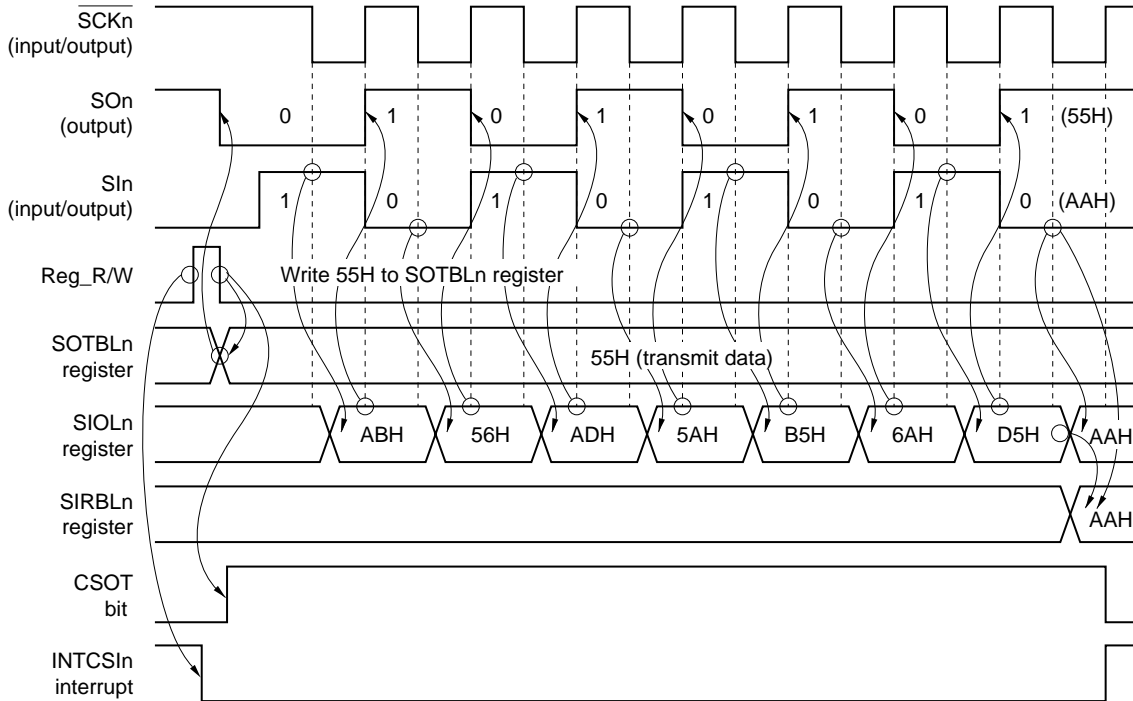 SCKn
(input/output)
SOn
(output)
0 1 0 1 0 1 0 1 (55H)
SIn
(input/output)
1 0 1 0 1 0 1 0 (AAH)
Reg_R/W
Write 55H to SOTBLn register
SOTBLn
register
55H (transmit data)
SIOLn
register
ABH 56H ADH 5AH B5H 6AH D5H AAH
SIRBLn
register
AAH
CSOT
bit
INTCSIn
interrupt